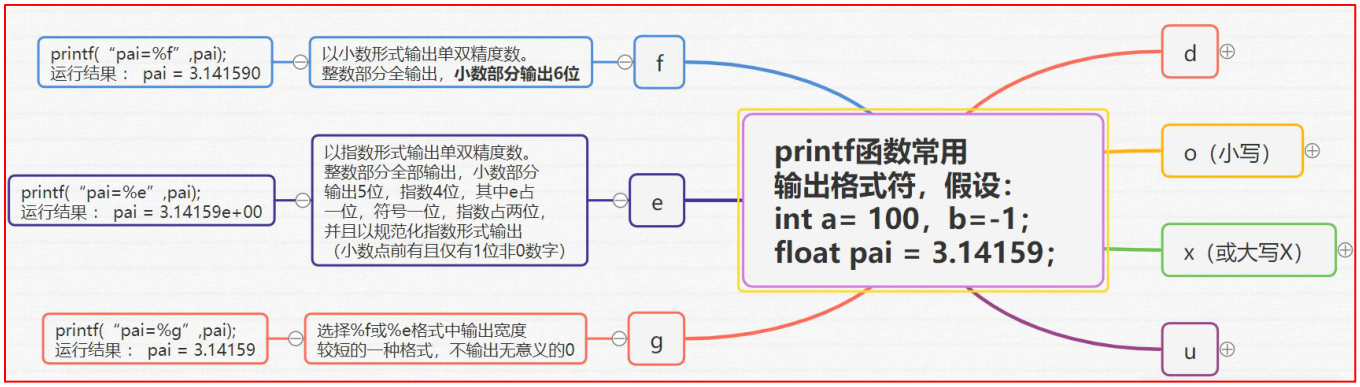 printf(“pai=%f”,pai);
运行结果： pai = 3.141590
以小数形式输出单双精度数。
整数部分全输出，小数部分输出6位
f
printf(“pai=%e”,pai);
运行结果： pai = 3.14159e+00
以指数形式输出单双精度数。
整数部分全部输出，小数部分
输出5位，指数4位，其中e占
一位，符号一位，指数占两位，
并且以规范化指数形式输出
（小数点前有且仅有1位非0数字）
e
printf(“pai=%g”,pai);
运行结果： pai = 3.14159
选择%f或%e格式中输出宽度
较短的一种格式，不输出无意义的0
g
printf函数常用
输出格式符，假设：
int a= 100，b=-1；
float pai = 3.14159；
d
o（小写）
x（或大写X）
u